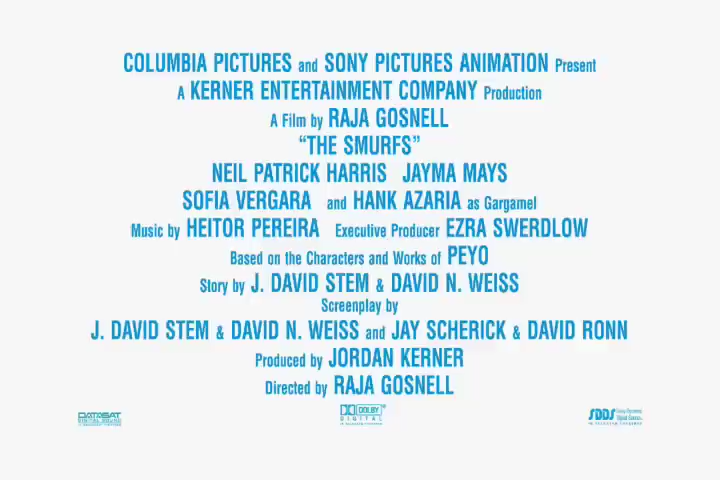 COLUMBIA PICTURES and SONY PICTURES ANIMATION Present
A KERNER ENTERTAINMENT COMPANY Production
A Film by RAJA GOSNELL
“THE SMURFS”
NEIL PATRICK HARRIS JAYMA MAYS
SOFIA VERGARA and HANK AZARIA as Gargamel
Music by HEITOR PEREIRA Executive Producer EZRA SWERDLOW
Based on the Characters and Works of PEYO
Story by J. DAVID STEM & DAVID N. WEISS
Screenplay by
J. DAVID STEM & DAVID N. WEISS and JAY SCHERICK & DAVID RONN
Produced by JORDAN KERNER
Directed by RAJA GOSNELL
DATASAT
DIGITAL SOUND
DOLBY
DIGITAL
SDDS